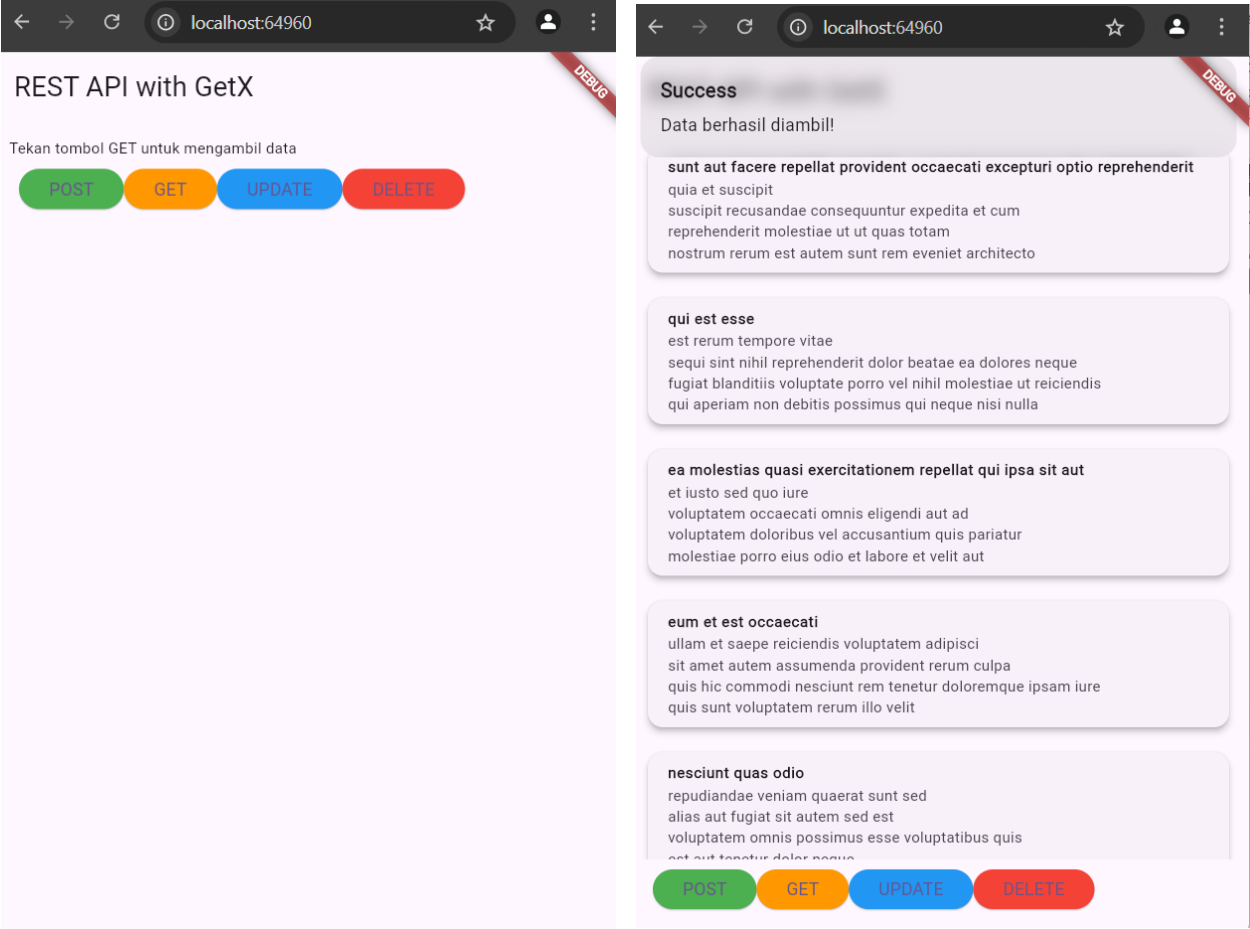 localhost:64960
DEBUG
REST API with GetX
Tekan tombol GET untuk mengambil data
POST GET UPDATE DELETE
localhost:64960
DEBUG
Success
Data berhasil diambil!
sunt aut facere repellat provident occaecati excepturi optio reprehenderit
quia et suscipit
suscipit recusandae consequuntur expedita et cum
reprehenderit molestiae ut ut quas totam
nostrum rerum est autem sunt rem eveniet architecto
qui est esse
est rerum tempore vitae
sequi sint nihil reprehenderit dolor beatae ea dolores neque
fugiat blanditiis voluptate porro vel nihil molestiae ut reiciendis
qui aperiam non debitis possimus qui neque nisi nulla
ea molestias quasi exercitationem repellat qui ipsa sit aut
et iusto sed quo iure
voluptatem occaecati omnis eligendi aut ad
voluptatem doloribus vel accusantium quis pariatur
molestiae porro eius odio et labore et velit aut
eum et est occaecati
ullam et saepe reiciendis voluptatem adipisci
sit amet autem assumenda provident rerum culpa
quis hic commodi nesciunt rem tenetur doloremque ipsam iure
quis sunt voluptatem rerum illo velit
nesciunt quas odio
repudiandae veniam quaerat sunt sed
alias aut fugiat sit autem sed est
voluptatem omnis possimus esse voluptatibus quis
est aut tenetur dolor neque
POST GET UPDATE DELETE